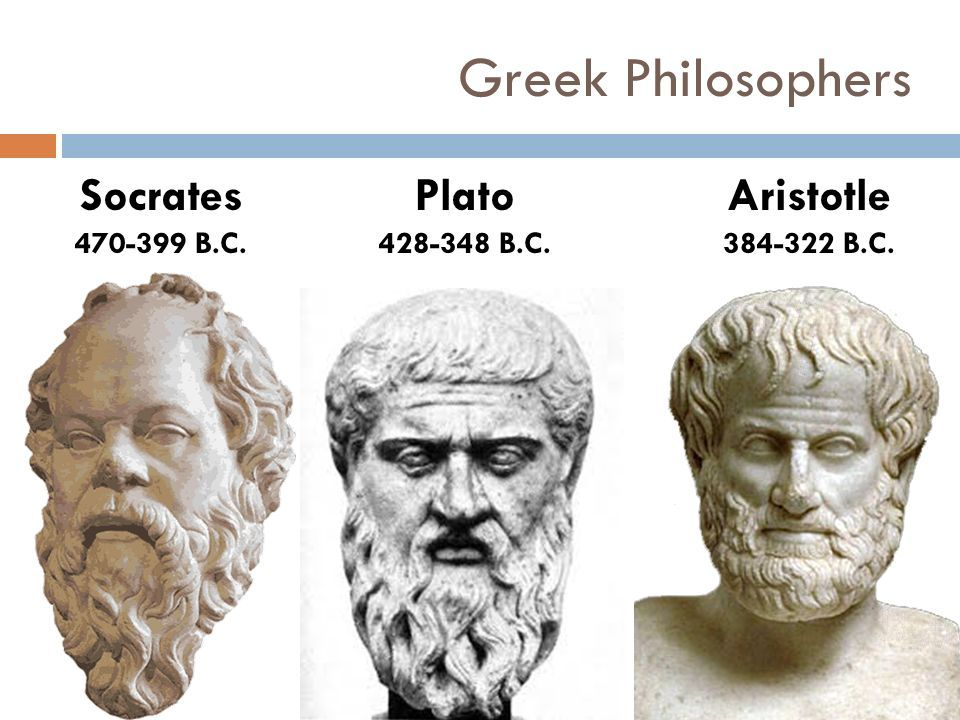 Greek Philosophers
Socrates
470-399 B.C.
Plato
428-348 B.C.
Aristotle
384-322 B.C.